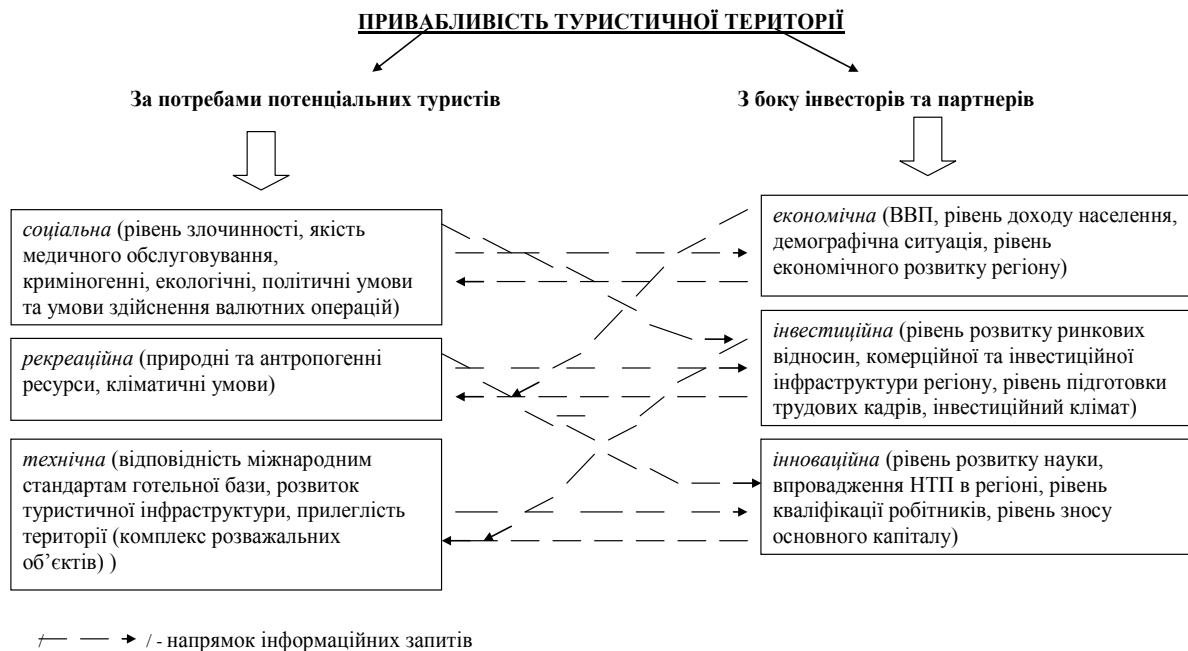 ПРИВАБЛИВІСТЬ ТУРИСТИЧНОЇ ТЕРИТОРІЇ
За потребами потенціальних туристів
З боку інвесторів та партнерів
соціальна (рівень злочинності, якість
медичного обслуговування,
криміногенні, екологічні, політичні умови
та умови здійснення валютних операцій)
економічна (ВВП, рівень доходу населення,
демографічна ситуація, рівень
економічного розвитку регіону)
рекреаційна (природні та антропогенні
ресурси, кліматичні умови)
інвестиційна (рівень розвитку ринкових
відносин, комерційної та інвестиційної
інфраструктури регіону, рівень підготовки
трудових кадрів, інвестиційний клімат)
технічна (відповідність міжнародним
стандартам готельної бази, розвиток
туристичної інфраструктури, прилеглість
території (комплекс розважальних
об’єктів) )
інноваційна (рівень розвитку науки,
впровадження НТП в регіоні, рівень
кваліфікації робітників, рівень зносу
основного капіталу)
/ / - напрямок інформаційних запитів